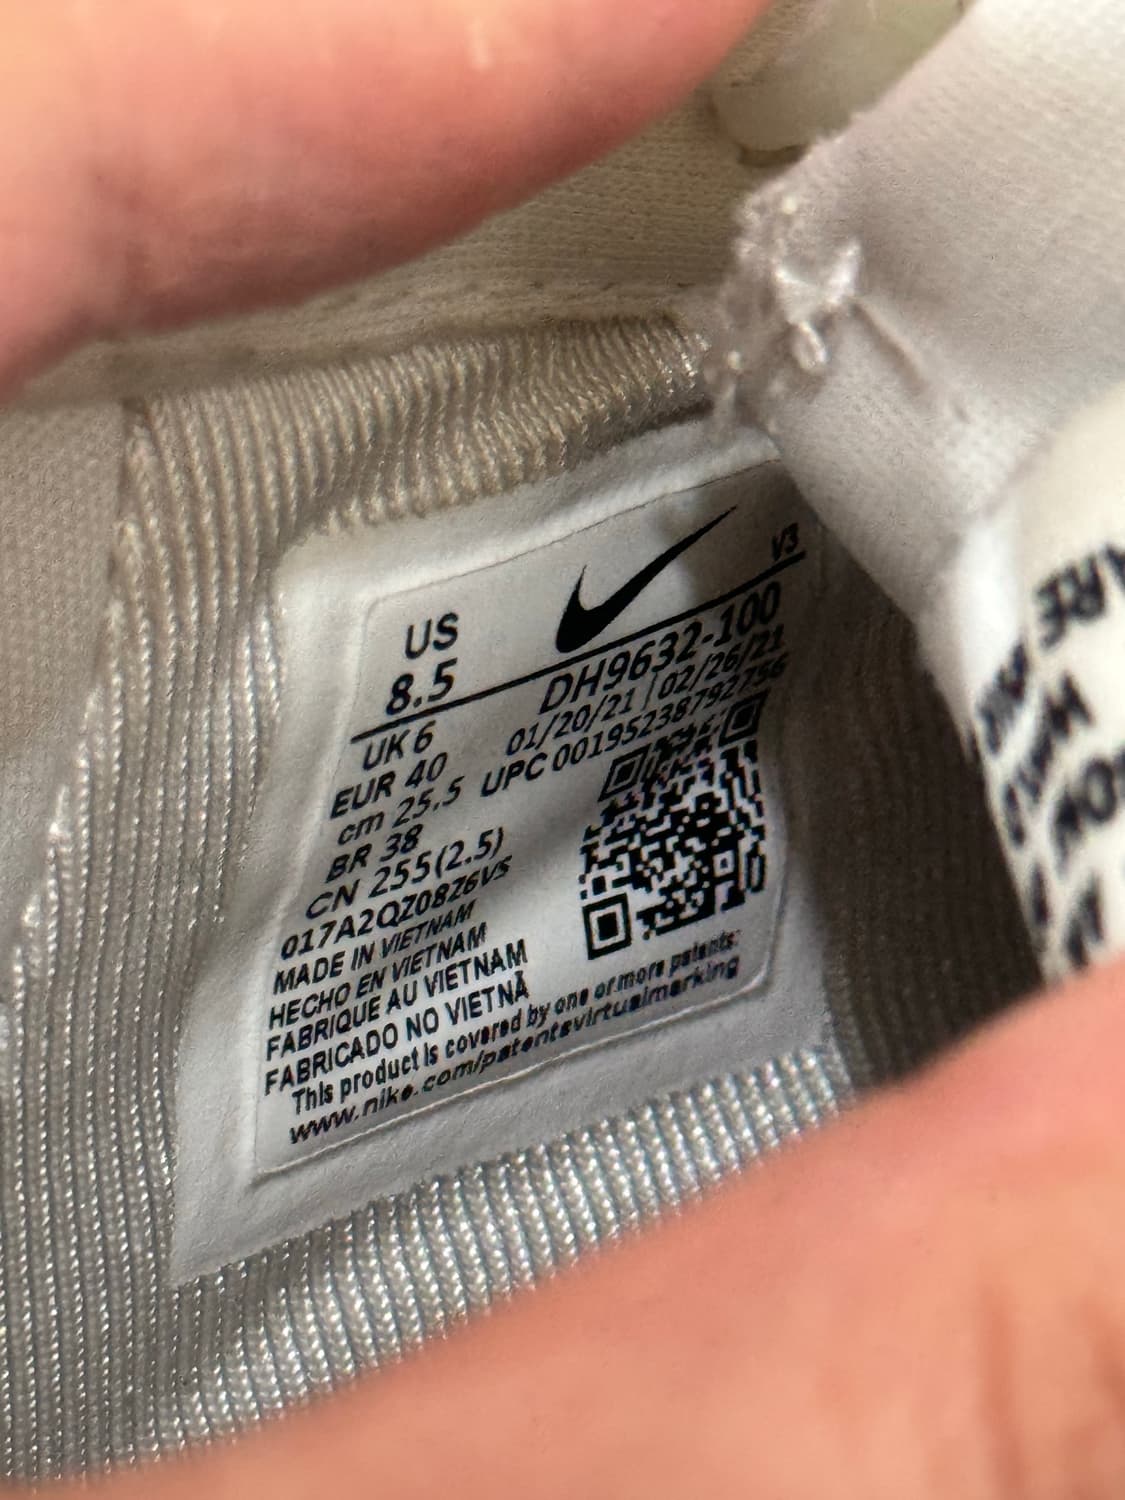 V3
US
8.5
DH9632-100
01/20/21 | 02/26/21
UPC 00195238792756
UK 6
EUR 40
cm 25.5
BR 38
CN 255(2.5)
017A2QZ08Z6VS
MADE IN VIETNAM
HECHO EN VIETNAM
FABRIQUE AU VIETNAM
FABRICADO NO VIETNÃ
This product is covered by one or more patents:
www.nike.com/patentsvirtualmarking